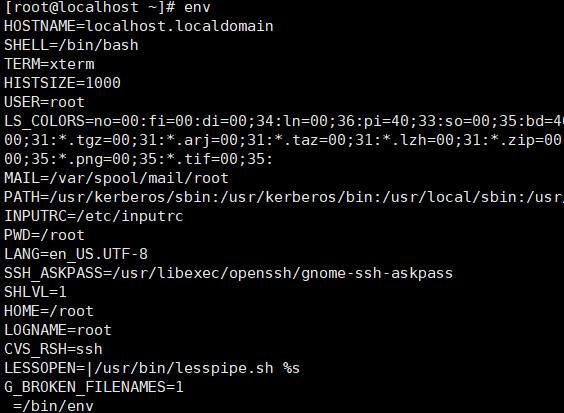 [root@localhost ~]# env
HOSTNAME=localhost.localdomain
SHELL=/bin/bash
TERM=xterm
HISTSIZE=1000
USER=root
LS_COLORS=no=00:fi=00:di=00;34:ln=00;36:pi=40;33:so=00;35:bd=40
00;31:*.tgz=00;31:*.arj=00;31:*.taz=00;31:*.lzh=00;31:*.zip=00
00;35:*.png=00;35:*.tif=00;35:
MAIL=/var/spool/mail/root
PATH=/usr/kerberos/sbin:/usr/kerberos/bin:/usr/local/sbin:/usr/
INPUTRC=/etc/inputrc
PWD=/root
LANG=en_US.UTF-8
SSH_ASKPASS=/usr/libexec/openssh/gnome-ssh-askpass
SHLVL=1
HOME=/root
LOGNAME=root
CVS_RSH=ssh
LESSOPEN=|/usr/bin/lesspipe.sh %s
G_BROKEN_FILENAMES=1
=/bin/env